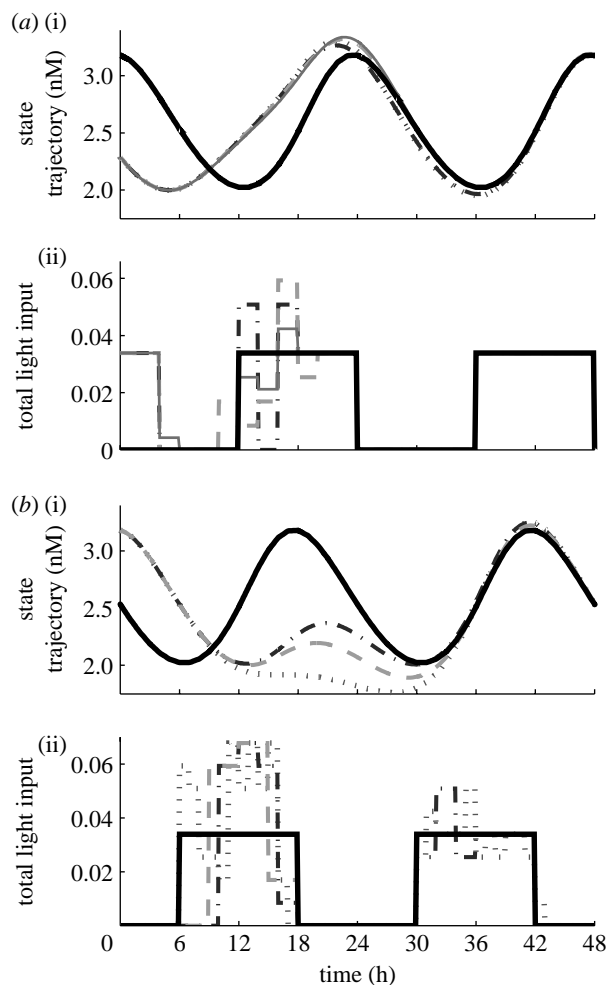 (a) (i)
3.0
2.5
2.0
state
trajectory (nM)
(ii)
0.06
0.04
0.02
0
total light input
(b) (i)
3.0
2.5
2.0
state
trajectory (nM)
(ii)
0.06
0.04
0.02
total light input
0 6 12 18 24 30 36 42 48
time (h)